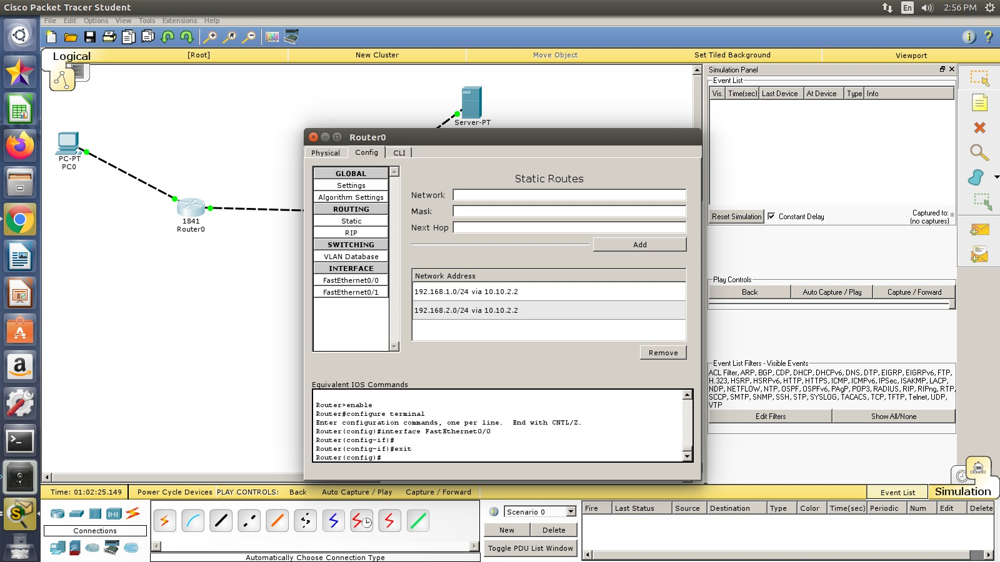 Cisco Packet Tracer Student
En
2:56 PM
File Edit Options View Tools Extensions Help
Logical
[Root]
New Cluster
Move Object
Set Tiled Background
Viewport
PC-PT
PC0
1841
Router0
Server-PT
Router0
Physical
Config
CLI
GLOBAL
Settings
Algorithm Settings
ROUTING
Static
RIP
SWITCHING
VLAN Database
INTERFACE
FastEthernet0/0
FastEthernet0/1
Static Routes
Network
Mask
Next Hop
Add
Network Address
192.168.1.0/24 via 10.10.2.2
192.168.2.0/24 via 10.10.2.2
Remove
Equivalent IOS Commands
Router>enable
Router#configure terminal
Enter configuration commands, one per line. End with CNTL/Z.
Router(config)#interface FastEthernet0/0
Router(config-if)#
Router(config-if)#exit
Router(config)#
Simulation Panel
Event List
Vis. Time(sec) Last Device At Device Type Info
Reset Simulation
Constant Delay
Captured to:
(no captures)
Play Controls
Back
Auto Capture / Play
Capture / Forward
Event List Filters - Visible Events
ACL Filter, ARP, BGP, CDP, DHCP, DHCPv6, DNS, DTP, EIGRP, EIGRPv6, FTP,
H.323, HSRP, HSRPv6, HTTP, HTTPS, ICMP, ICMPv6, IPSec, ISAKMP, LACP,
NDP, NETFLOW, NTP, OSPF, OSPFv6, PAgP, POP3, RADIUS, RIP, RIPng, RTP,
SCCP, SMTP, SNMP, SSH, STP, SYSLOG, TACACS, TCP, TFTP, Telnet, UDP,
VTP
Edit Filters
Show All/None
Time: 01:02:25.149
Power Cycle Devices PLAY CONTROLS: Back Auto Capture / Play Capture / Forward
Event List
Simulation
Connections
Automatically Choose Connection Type
Scenario 0
New
Delete
Toggle PDU List Window
Fire Last Status Source Destination Type Color Time(sec) Periodic Num Edit Delete